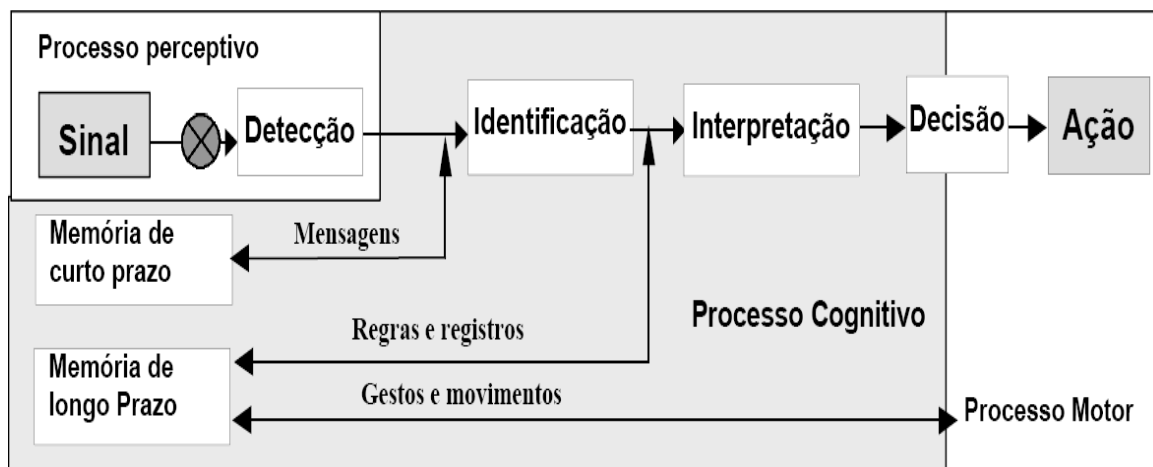 Processo perceptivo
Sinal
Detecção
Identificação
Interpretação
Decisão
Ação
Memória de
curto prazo
Mensagens
Regras e registros
Processo Cognitivo
Memória de
longo Prazo
Gestos e movimentos
Processo Motor